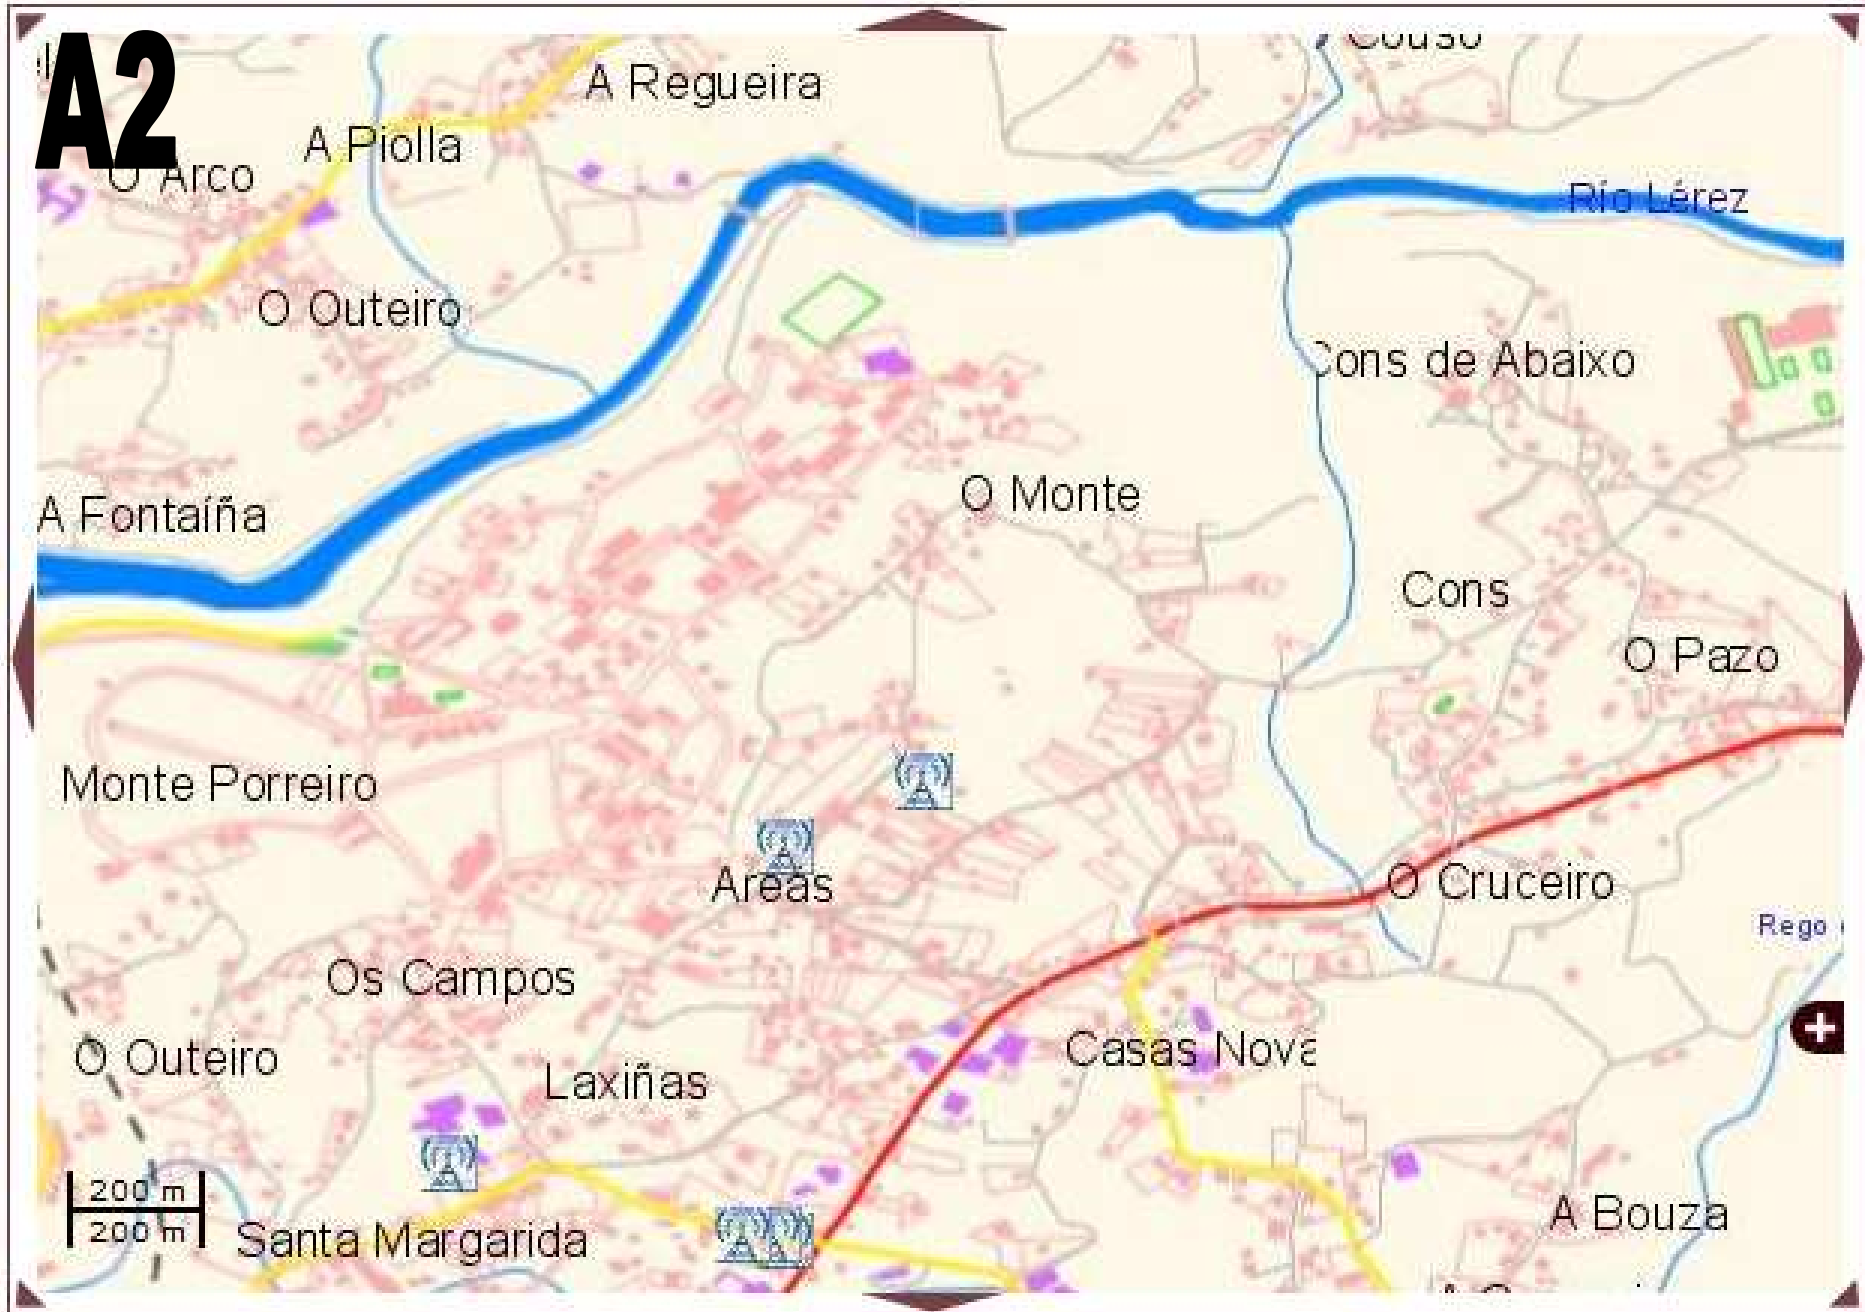 A2
Couso
A Regueira
A Piolla
O Arco
Río Lérez
O Outeiro
Cons de Abaixo
O Monte
A Fontaíña
Cons
O Pazo
Monte Porreiro
Areas
O Cruceiro
Rego
Os Campos
Casas Nova
O Outeiro
Laxiñas
200 m
200 m
A Bouza
Santa Margarida